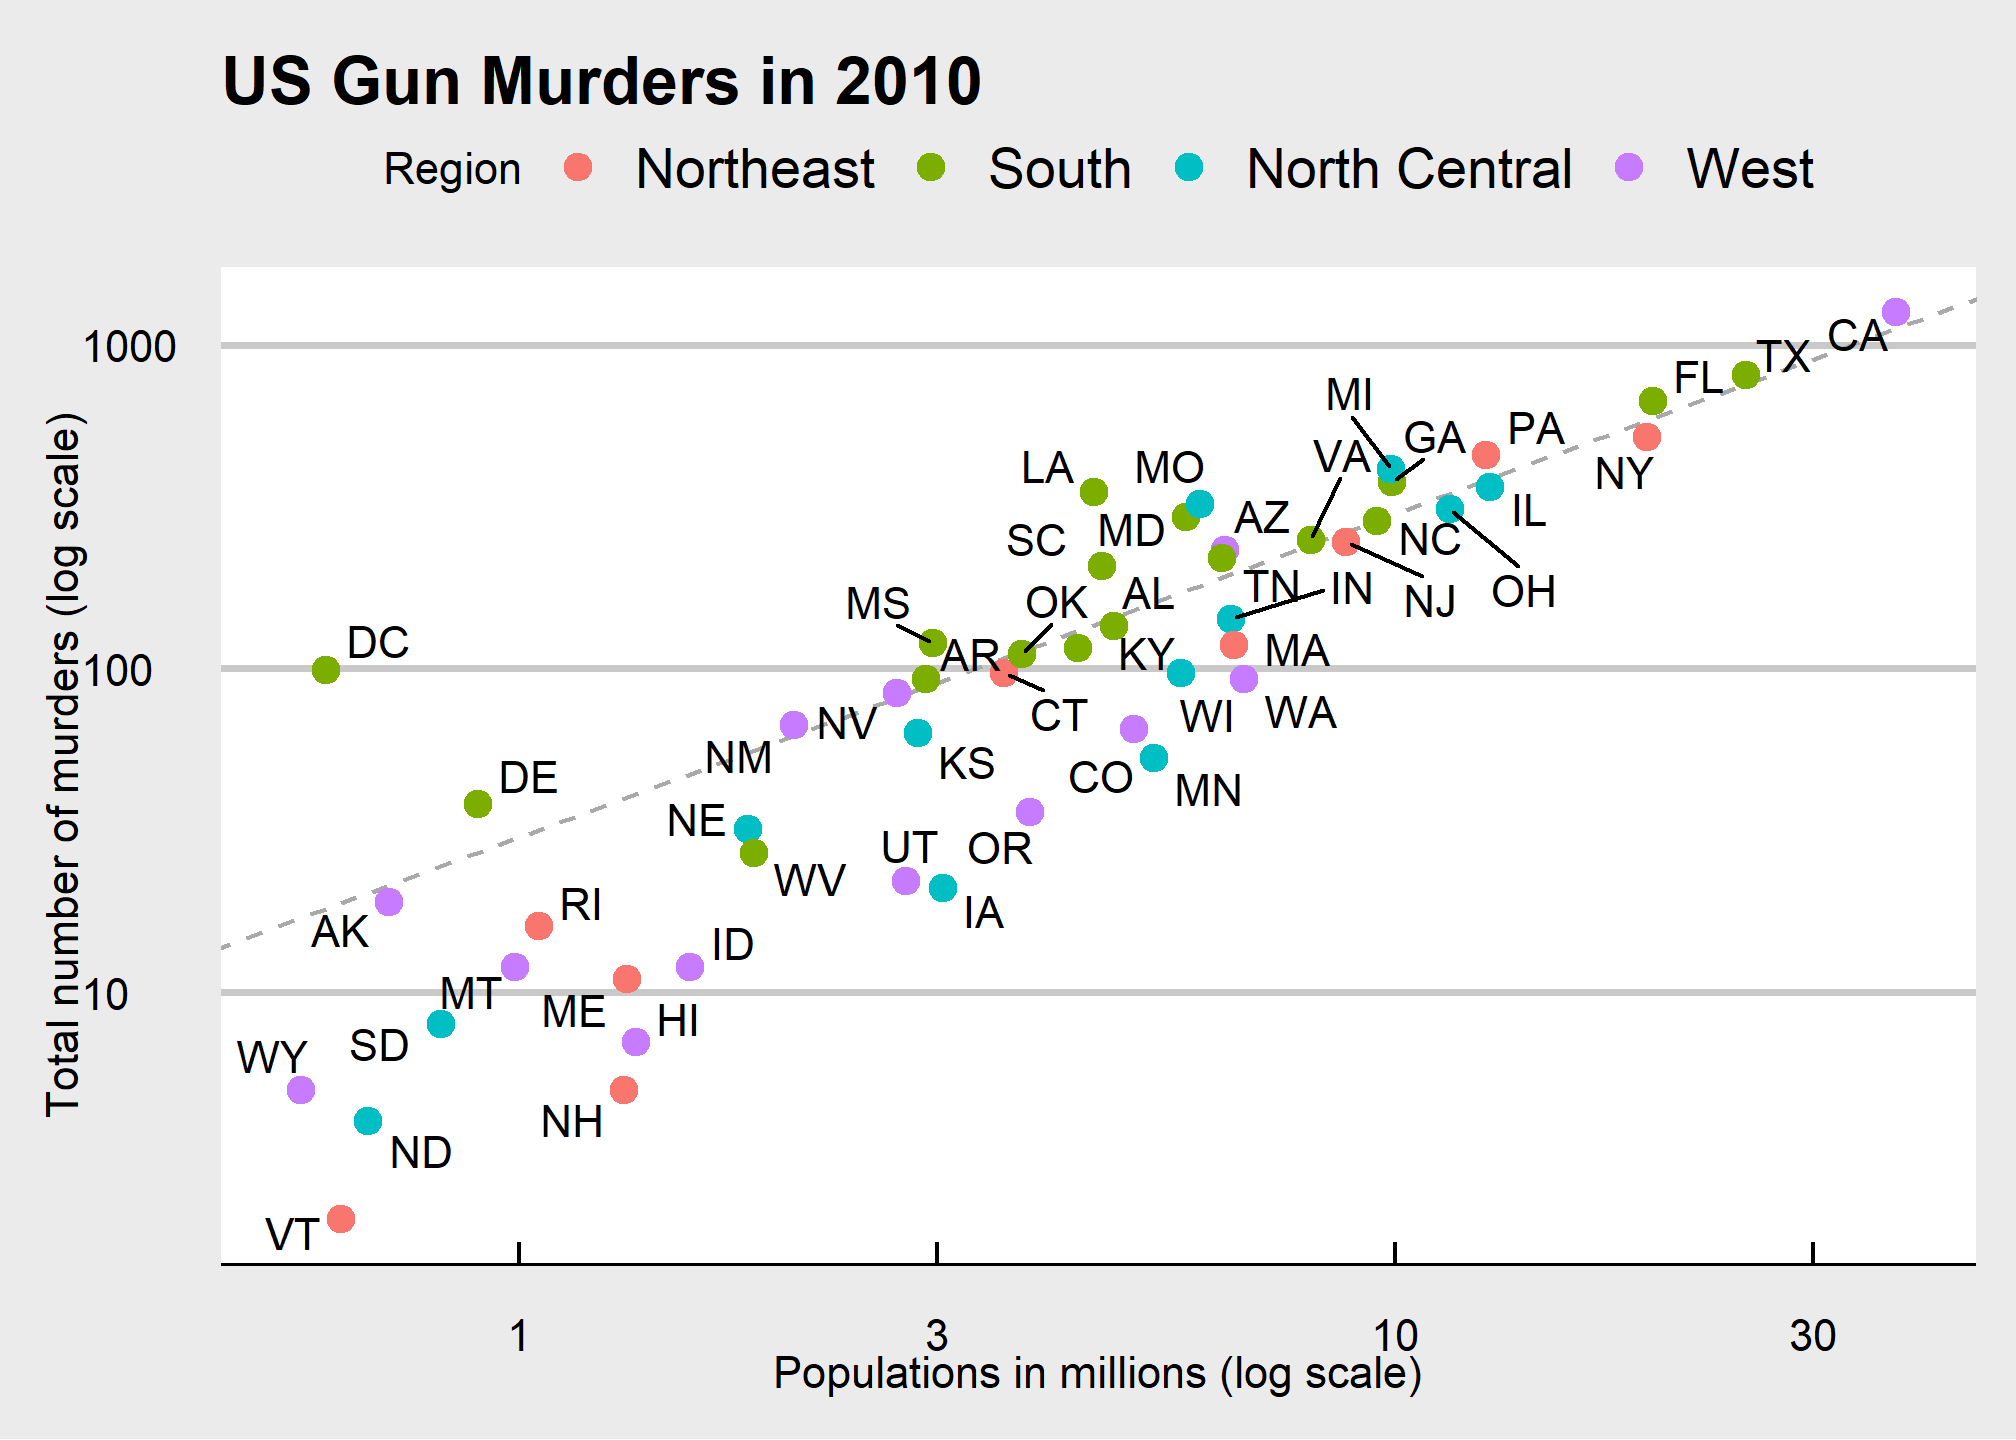 US Gun Murders in 2010
Region Northeast South North Central West
Total number of murders (log scale)
1000
100
10
CA
TX
FL
MI
PA
GA
VA
NY
LA
MO
IL
AZ
SC
MD
NC
TN
IN
NJ
OH
AL
OK
MS
DC
AR
KY
MA
CT
WI
WA
NV
NM
KS
CO
MN
DE
NE
UT
OR
WV
RI
IA
AK
ID
MT
ME
HI
SD
WY
NH
ND
VT
1 3 10 30
Populations in millions (log scale)